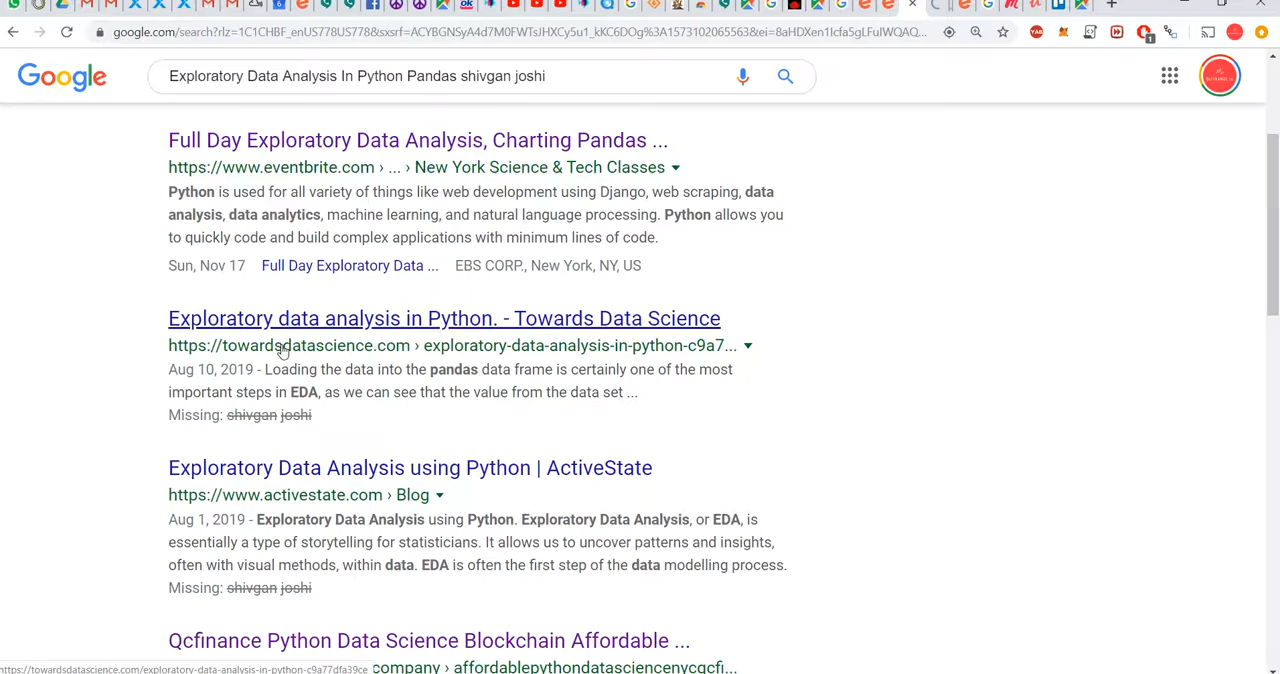 google.com/search?rlz=1C1CHBF_enUS778US778&sxsrf=ACYBGNSyA4d7M0FWTsJHXCy5u1_kKC6DOg%3A1573102065563&ei=8aHDXen1Icfa5gLFuIWQAQ...
Google
Exploratory Data Analysis In Python Pandas shivgan joshi
Full Day Exploratory Data Analysis, Charting Pandas ...
https://www.eventbrite.com › ... › New York Science & Tech Classes
Python is used for all variety of things like web development using Django, web scraping, data
analysis, data analytics, machine learning, and natural language processing. Python allows you
to quickly code and build complex applications with minimum lines of code.
Sun, Nov 17 Full Day Exploratory Data ... EBS CORP., New York, NY, US
Exploratory data analysis in Python. - Towards Data Science
https://towardsdatascience.com › exploratory-data-analysis-in-python-c9a7...
Aug 10, 2019 - Loading the data into the pandas data frame is certainly one of the most
important steps in EDA, as we can see that the value from the data set ...
Missing: shivgan joshi
Exploratory Data Analysis using Python | ActiveState
https://www.activestate.com › Blog
Aug 1, 2019 - Exploratory Data Analysis using Python. Exploratory Data Analysis, or EDA, is
essentially a type of storytelling for statisticians. It allows us to uncover patterns and insights,
often with visual methods, within data. EDA is often the first step of the data modelling process.
Missing: shivgan joshi
Qcfinance Python Data Science Blockchain Affordable ...
https://towardsdatascience.com/exploratory-data-analysis-in-python-c9a77dfa39ce
company › affordablepythondatasciencenycqcfi...